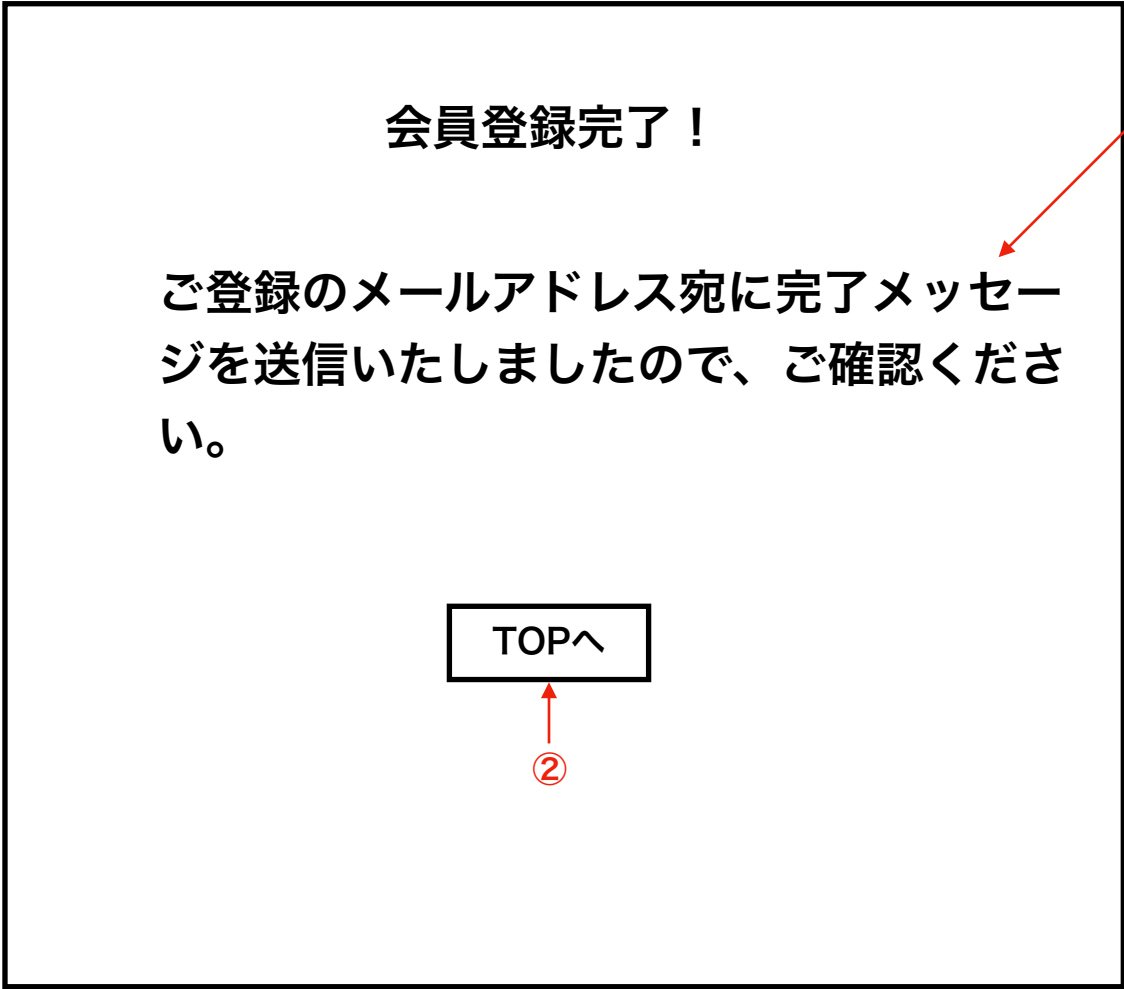 会員登録完了！
ご登録のメールアドレス宛に完了メッセー
ジを送信いたしましたので、ご確認くださ
い。
TOPへ
②